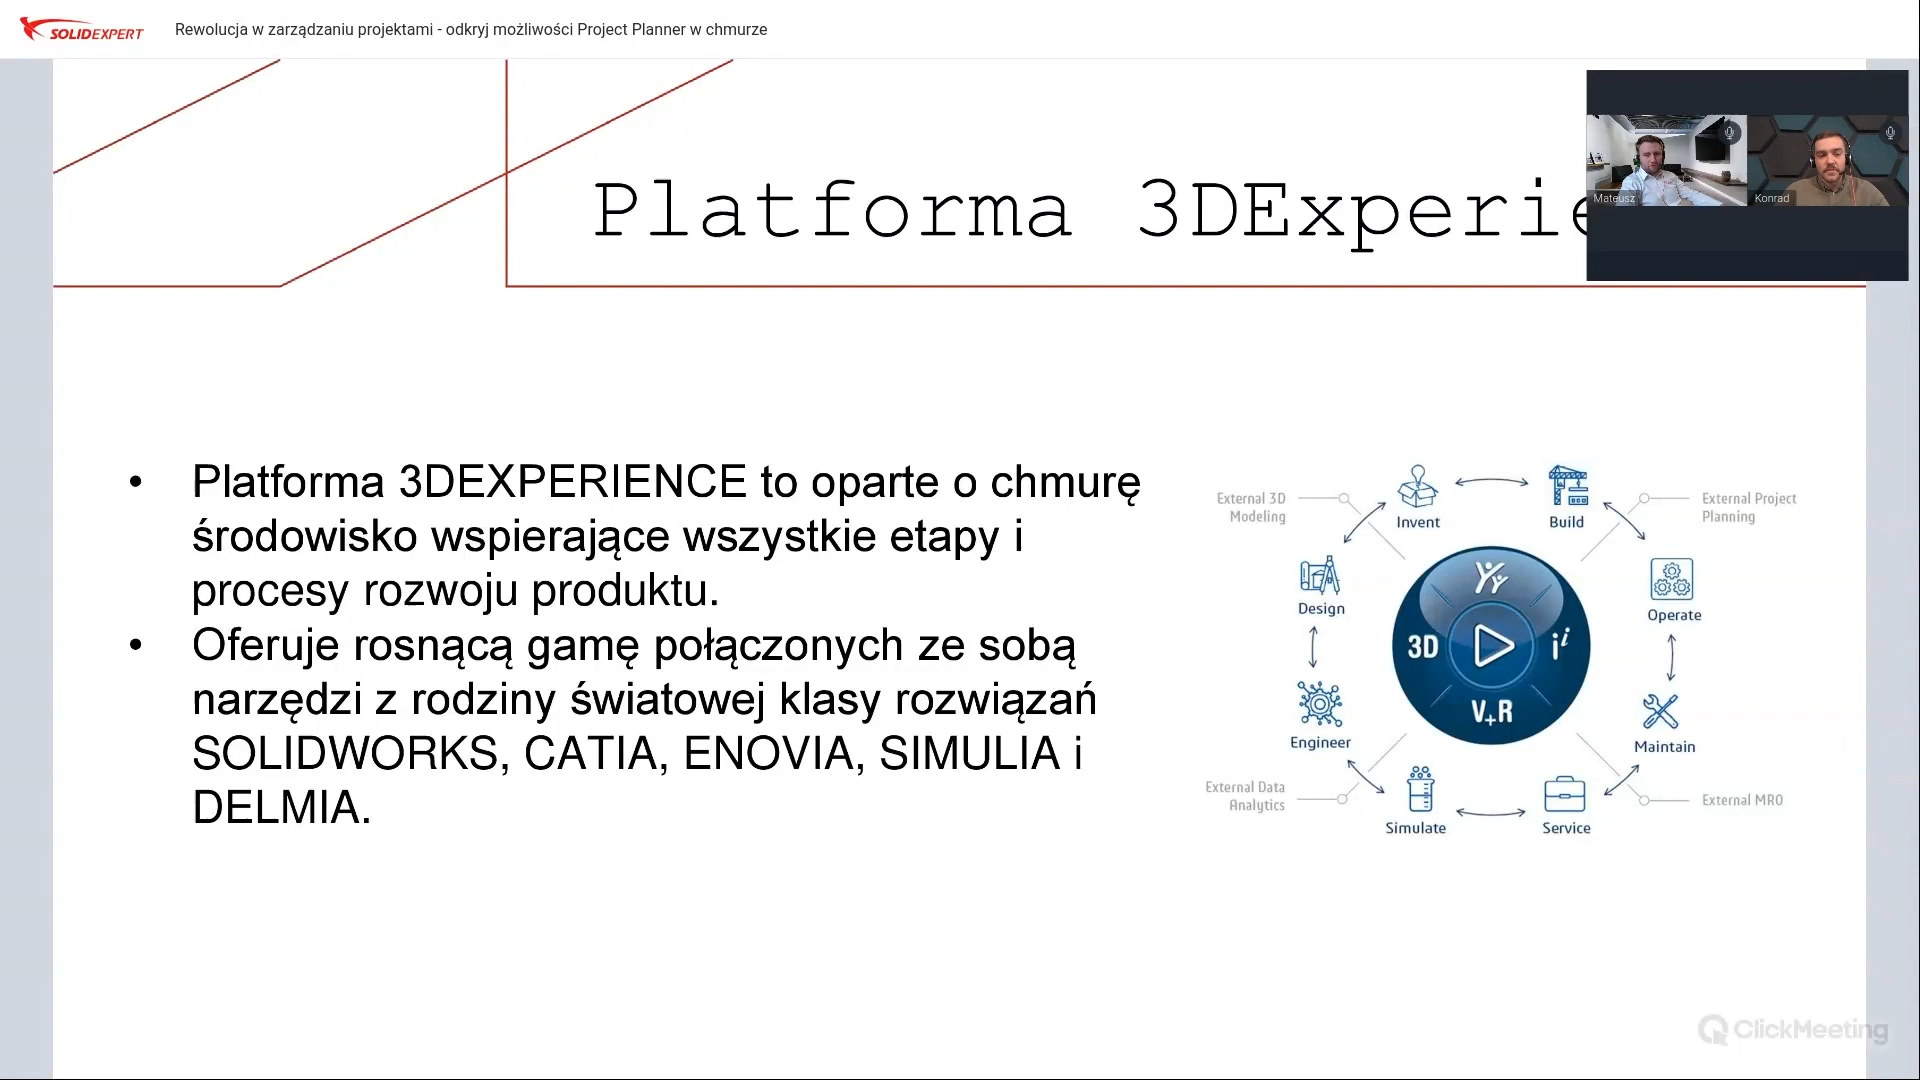 SOLIDEXPERT
Rewolucja w zarządzaniu projektami - odkryj możliwości Project Planner w chmurze
Mateusz
Konrad
Platforma 3DExperie
• Platforma 3DEXPERIENCE to oparte o chmurę
środowisko wspierające wszystkie etapy i
procesy rozwoju produktu.
• Oferuje rosnącą gamę połączonych ze sobą
narzędzi z rodziny światowej klasy rozwiązań
SOLIDWORKS, CATIA, ENOVIA, SIMULIA i
DELMIA.
External 3D
Modeling
Invent
Build
External Project
Planning
Design
Operate
3D
V+R
i
Engineer
Maintain
External Data
Analytics
Simulate
Service
External MRO
ClickMeeting